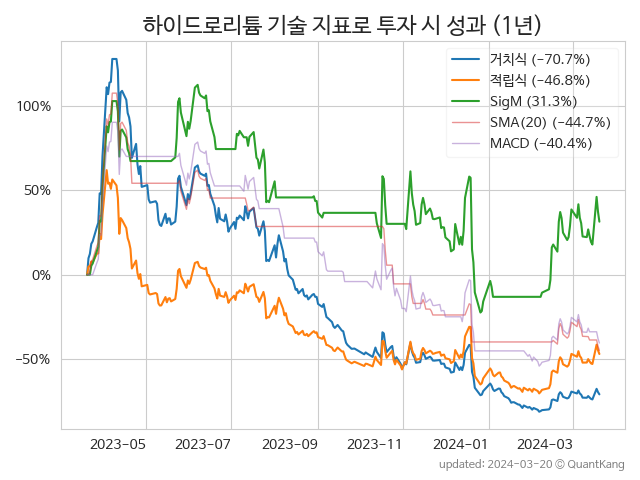 하이드로리튬 기술 지표로 투자 시 성과 (1년)
거치식 (−70.7%)
적립식 (−46.8%)
SigM (31.3%)
SMA(20) (−44.7%)
MACD (−40.4%)
100%
50%
0%
−50%
2023-05 2023-07 2023-09 2023-11 2024-01 2024-03
updated: 2024-03-20 © QuantKang